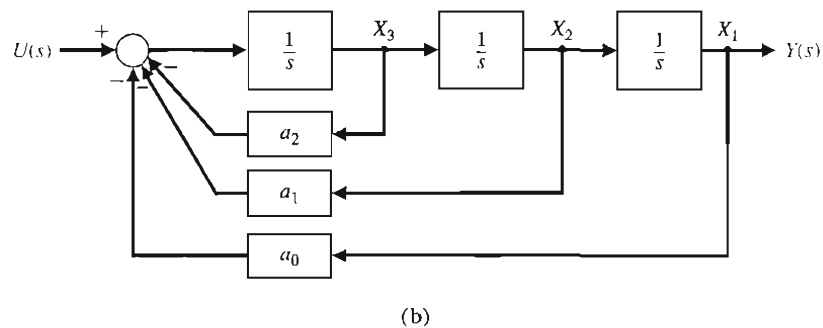 U(s) + − − − 1/s X₃ 1/s X₂ 1/s X₁ Y(s)
a₂
a₁
a₀
(b)